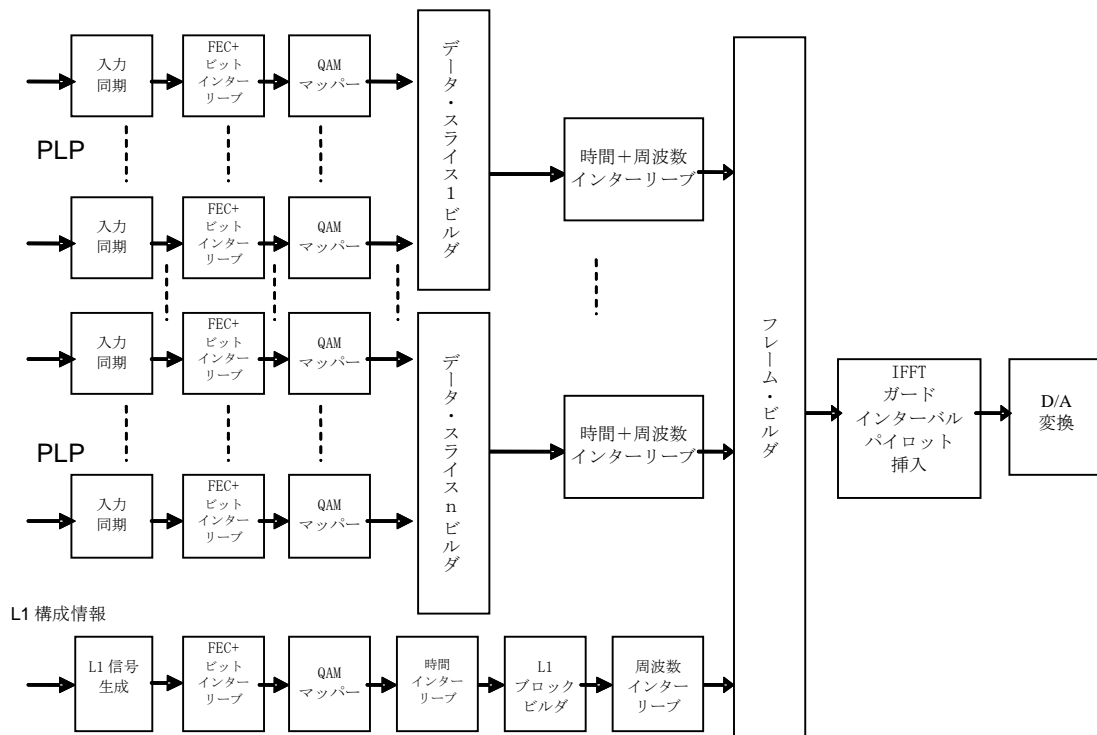 入力
同期
FEC+
ビット
インター
リーブ
QAM
マッパー
PLP
入力
同期
FEC+
ビット
インター
リーブ
QAM
マッパー
データ・スライス1ビルダ
時間＋周波数
インターリーブ
入力
同期
FEC+
ビット
インター
リーブ
QAM
マッパー
PLP
入力
同期
FEC+
ビット
インター
リーブ
QAM
マッパー
データ・スライスnビルダ
時間＋周波数
インターリーブ
L1 構成情報
L1 信号
生成
FEC+
ビット
インター
リーブ
QAM
マッパー
時間
インター
リーブ
L1
ブロック
ビルダ
周波数
インター
リーブ
フレーム・ビルダ
IFFT
ガード
インターバル
パイロット
挿入
D/A
変換